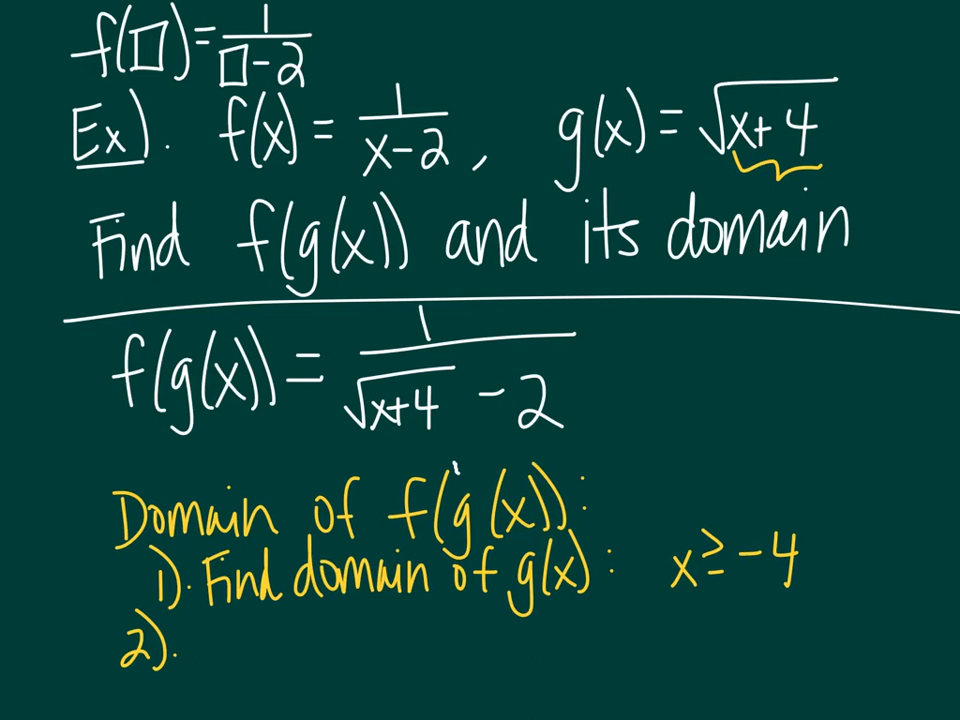 f(□) = 1/(□ - 2)
Ex). f(x) = 1/(x - 2), g(x) = √(x + 4)
Find f(g(x)) and its domain
f(g(x)) = 1/(√(x+4) - 2)
Domain of f(g(x)):
1). Find domain of g(x): x ≥ -4
2).